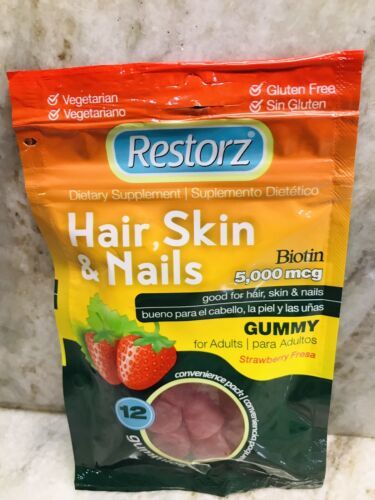 Vegetarian
Vegetariano
Gluten Free
Sin Gluten
Restorz
Dietary Supplement | Suplemento Dietético
Hair, Skin
& Nails
Biotin
5,000 mcg
good for hair, skin & nails
bueno para el cabello, la piel y las uñas
GUMMY
for Adults | para Adultos
Strawberry Fresa
convenience pack
12